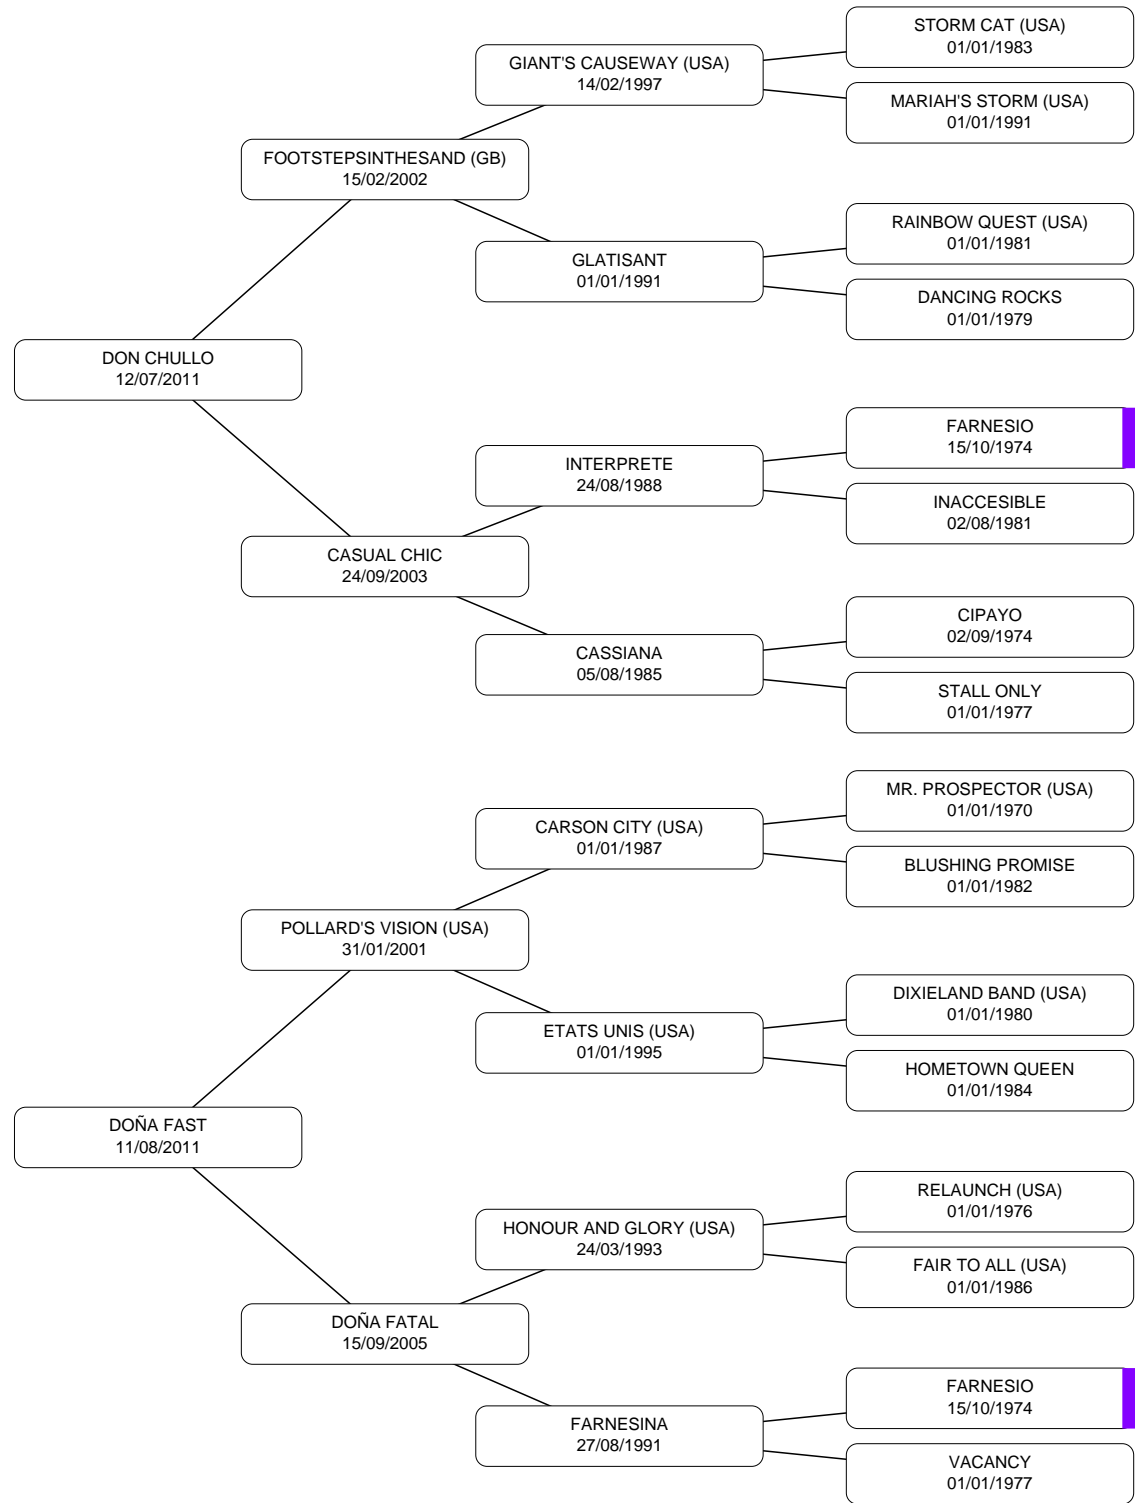 STORM CAT (USA)
01/01/1983
GIANT'S CAUSEWAY (USA)
14/02/1997
MARIAH'S STORM (USA)
01/01/1991
FOOTSTEPSINTHESAND (GB)
15/02/2002
RAINBOW QUEST (USA)
01/01/1981
GLATISANT
01/01/1991
DANCING ROCKS
01/01/1979
DON CHULLO
12/07/2011
FARNESIO
15/10/1974
INTERPRETE
24/08/1988
INACCESIBLE
02/08/1981
CASUAL CHIC
24/09/2003
CIPAYO
02/09/1974
CASSIANA
05/08/1985
STALL ONLY
01/01/1977
MR. PROSPECTOR (USA)
01/01/1970
CARSON CITY (USA)
01/01/1987
BLUSHING PROMISE
01/01/1982
POLLARD'S VISION (USA)
31/01/2001
DIXIELAND BAND (USA)
01/01/1980
ETATS UNIS (USA)
01/01/1995
HOMETOWN QUEEN
01/01/1984
DOÑA FAST
11/08/2011
RELAUNCH (USA)
01/01/1976
HONOUR AND GLORY (USA)
24/03/1993
FAIR TO ALL (USA)
01/01/1986
DOÑA FATAL
15/09/2005
FARNESIO
15/10/1974
FARNESINA
27/08/1991
VACANCY
01/01/1977